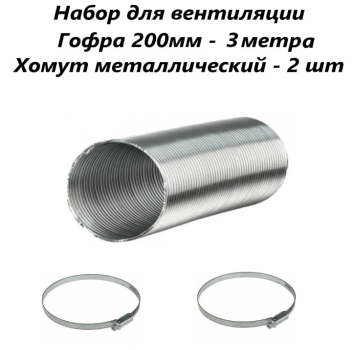 Набор для вентиляции
Гофра 200мм - 3 метра
Хомут металлический - 2 шт